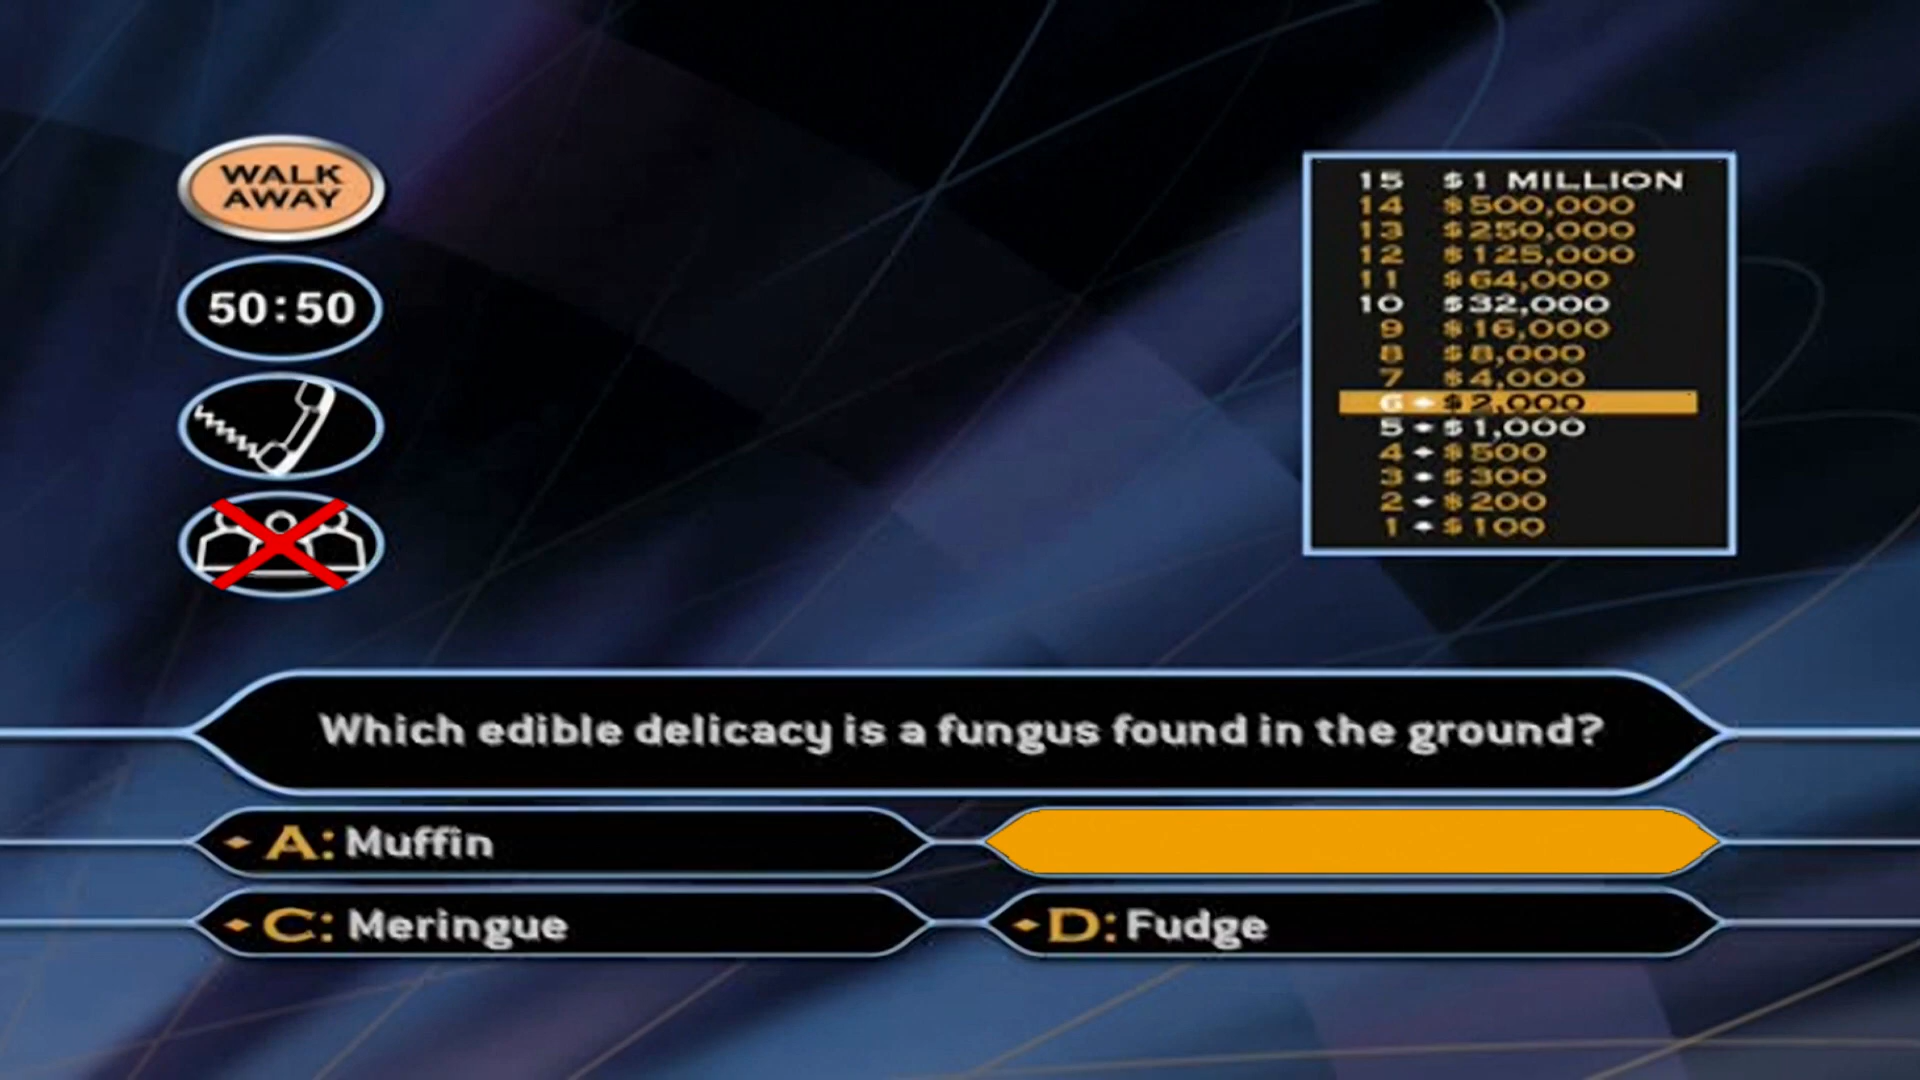 WALK
AWAY
50:50
15 $1 MILLION
14 $500,000
13 $250,000
12 $125,000
11 $64,000
10 $32,000
9 $16,000
8 $8,000
7 $4,000
6 $2,000
5 $1,000
4 $500
3 $300
2 $200
1 $100
Which edible delicacy is a fungus found in the ground?
A: Muffin
C: Meringue
D: Fudge